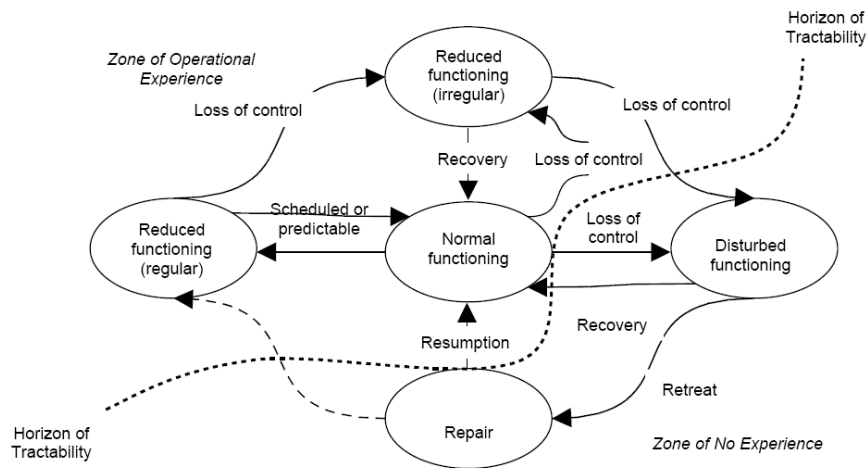 Horizon of
Tractability
Zone of Operational
Experience
Reduced
functioning
(irregular)
Loss of control
Loss of control
Recovery
Loss of control
Scheduled or
predictable
Reduced
functioning
(regular)
Normal
functioning
Loss of
control
Disturbed
functioning
Resumption
Recovery
Retreat
Horizon of
Tractability
Repair
Zone of No Experience